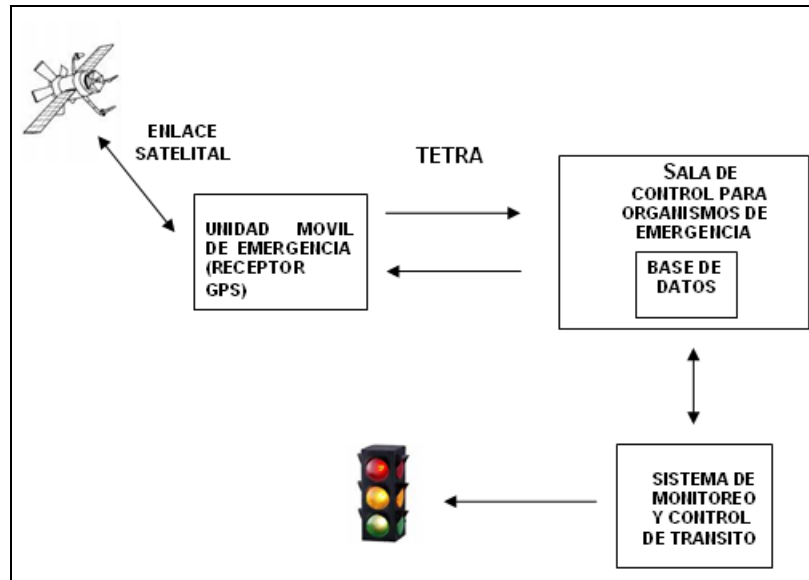 ENLACE
SATELITAL
TETRA
UNIDAD MOVIL
DE EMERGENCIA
(RECEPTOR
GPS)
SALA DE
CONTROL PARA
ORGANISMOS DE
EMERGENCIA
BASE DE
DATOS
SISTEMA DE
MONITOREO
Y CONTROL
DE TRANSITO